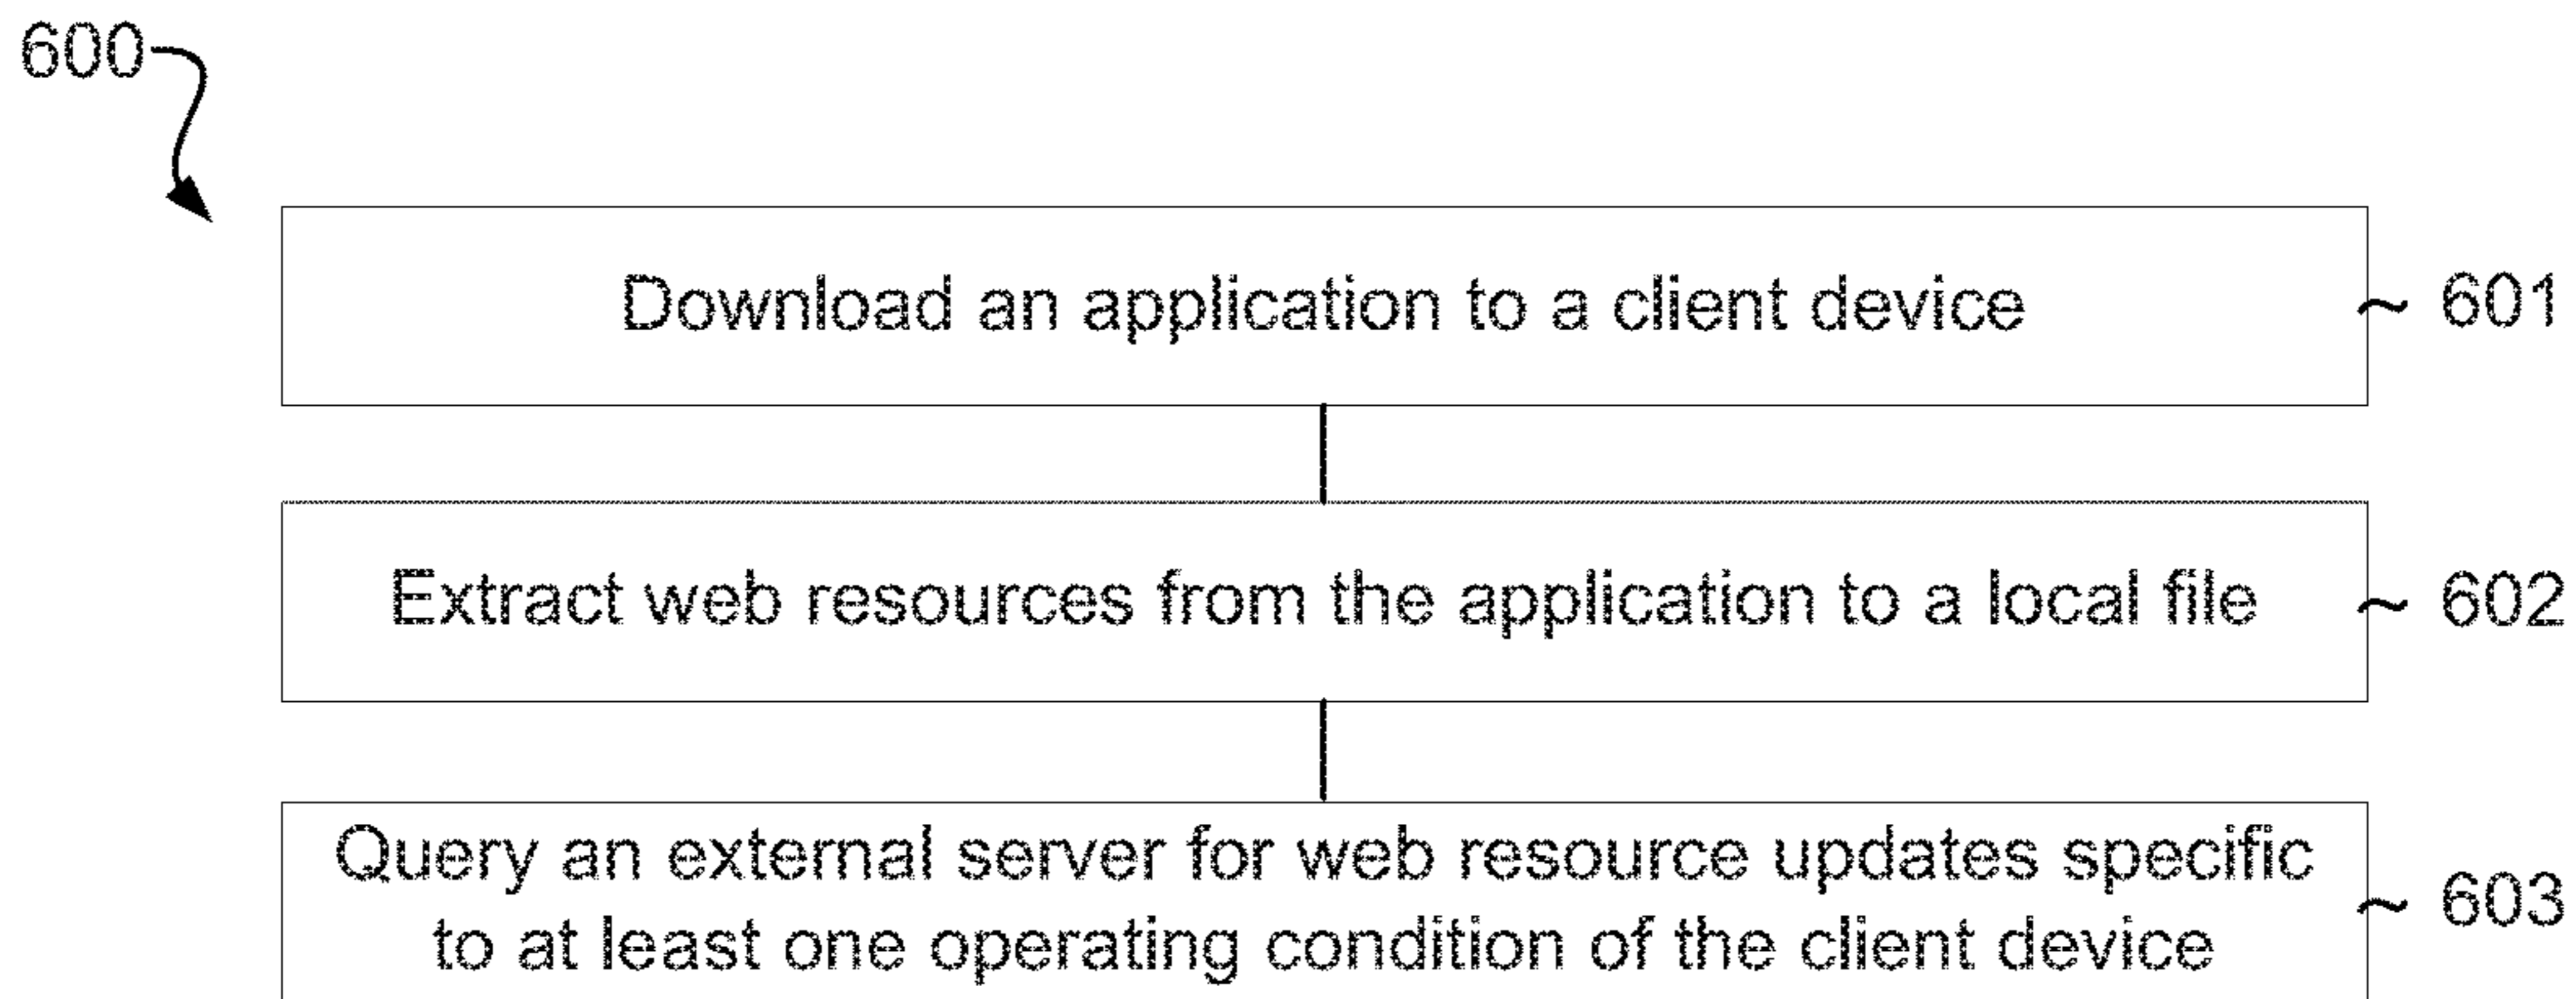 600
Download an application to a client device
601
Extract web resources from the application to a local file
602
Query an external server for web resource updates specific
to at least one operating condition of the client device
603